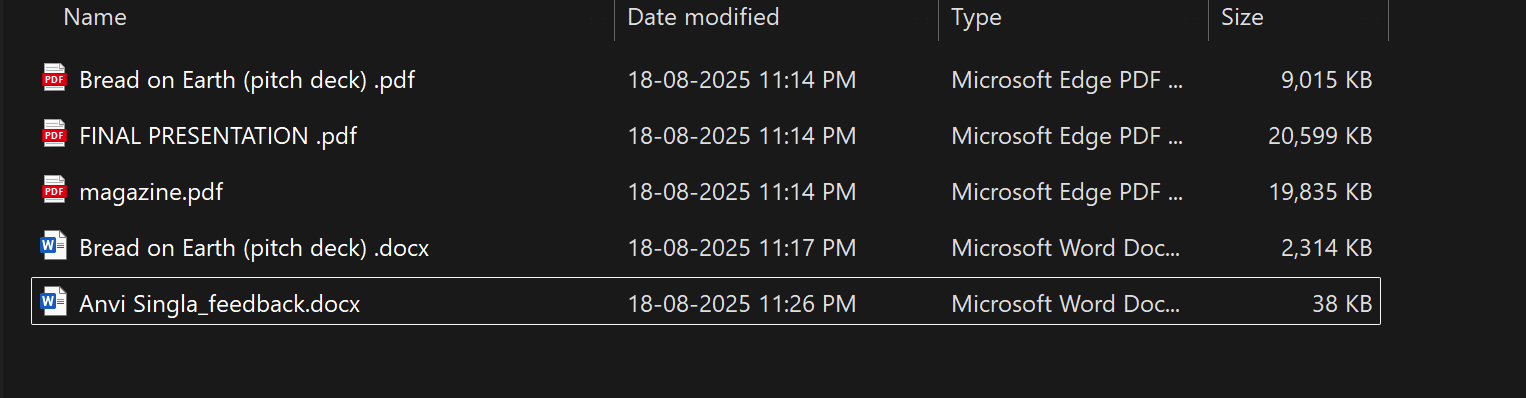 Name Date modified Type Size
PDF Bread on Earth (pitch deck) .pdf 18-08-2025 11:14 PM Microsoft Edge PDF ... 9,015 KB
PDF FINAL PRESENTATION .pdf 18-08-2025 11:14 PM Microsoft Edge PDF ... 20,599 KB
PDF magazine.pdf 18-08-2025 11:14 PM Microsoft Edge PDF ... 19,835 KB
W Bread on Earth (pitch deck) .docx 18-08-2025 11:17 PM Microsoft Word Doc... 2,314 KB
W Anvi Singla_feedback.docx 18-08-2025 11:26 PM Microsoft Word Doc... 38 KB